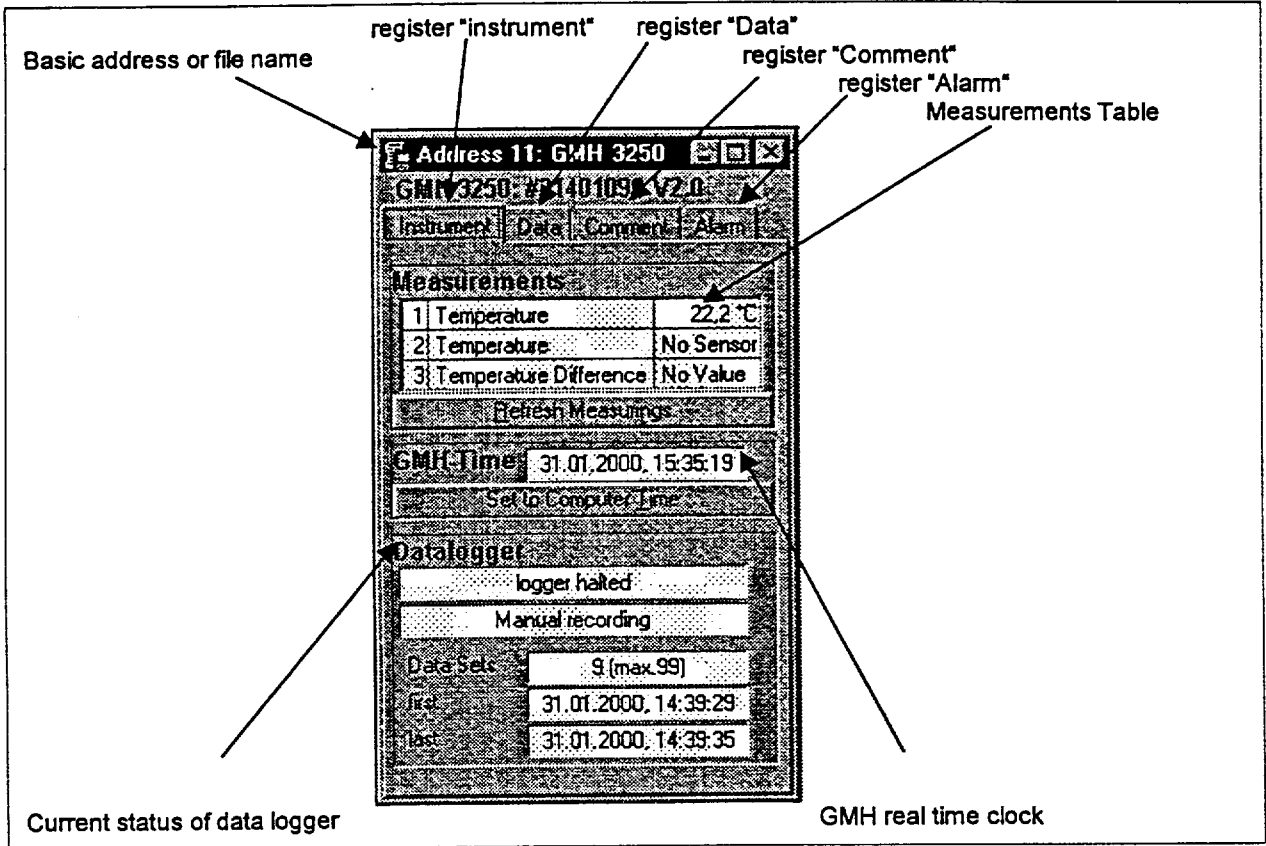 register "instrument" register "Data"
Basic address or file name
register "Comment"
register "Alarm"
Measurements Table
Address 11: GMH 3250
GMH 3250: V2.0
Instrument Data Comment Alarm
Measurements
1 Temperature 22,2 °C
2 Temperature No Sensor
3 Temperature Difference No Value
Refresh Measurings
GMH-Time 31.01.2000, 15:35:19
Set to Computer Time
Datalogger
logger halted
Manual recording
Data Sets 9 (max.99)
first 31.01.2000, 14:39:29
last 31.01.2000, 14:39:35
Current status of data logger
GMH real time clock